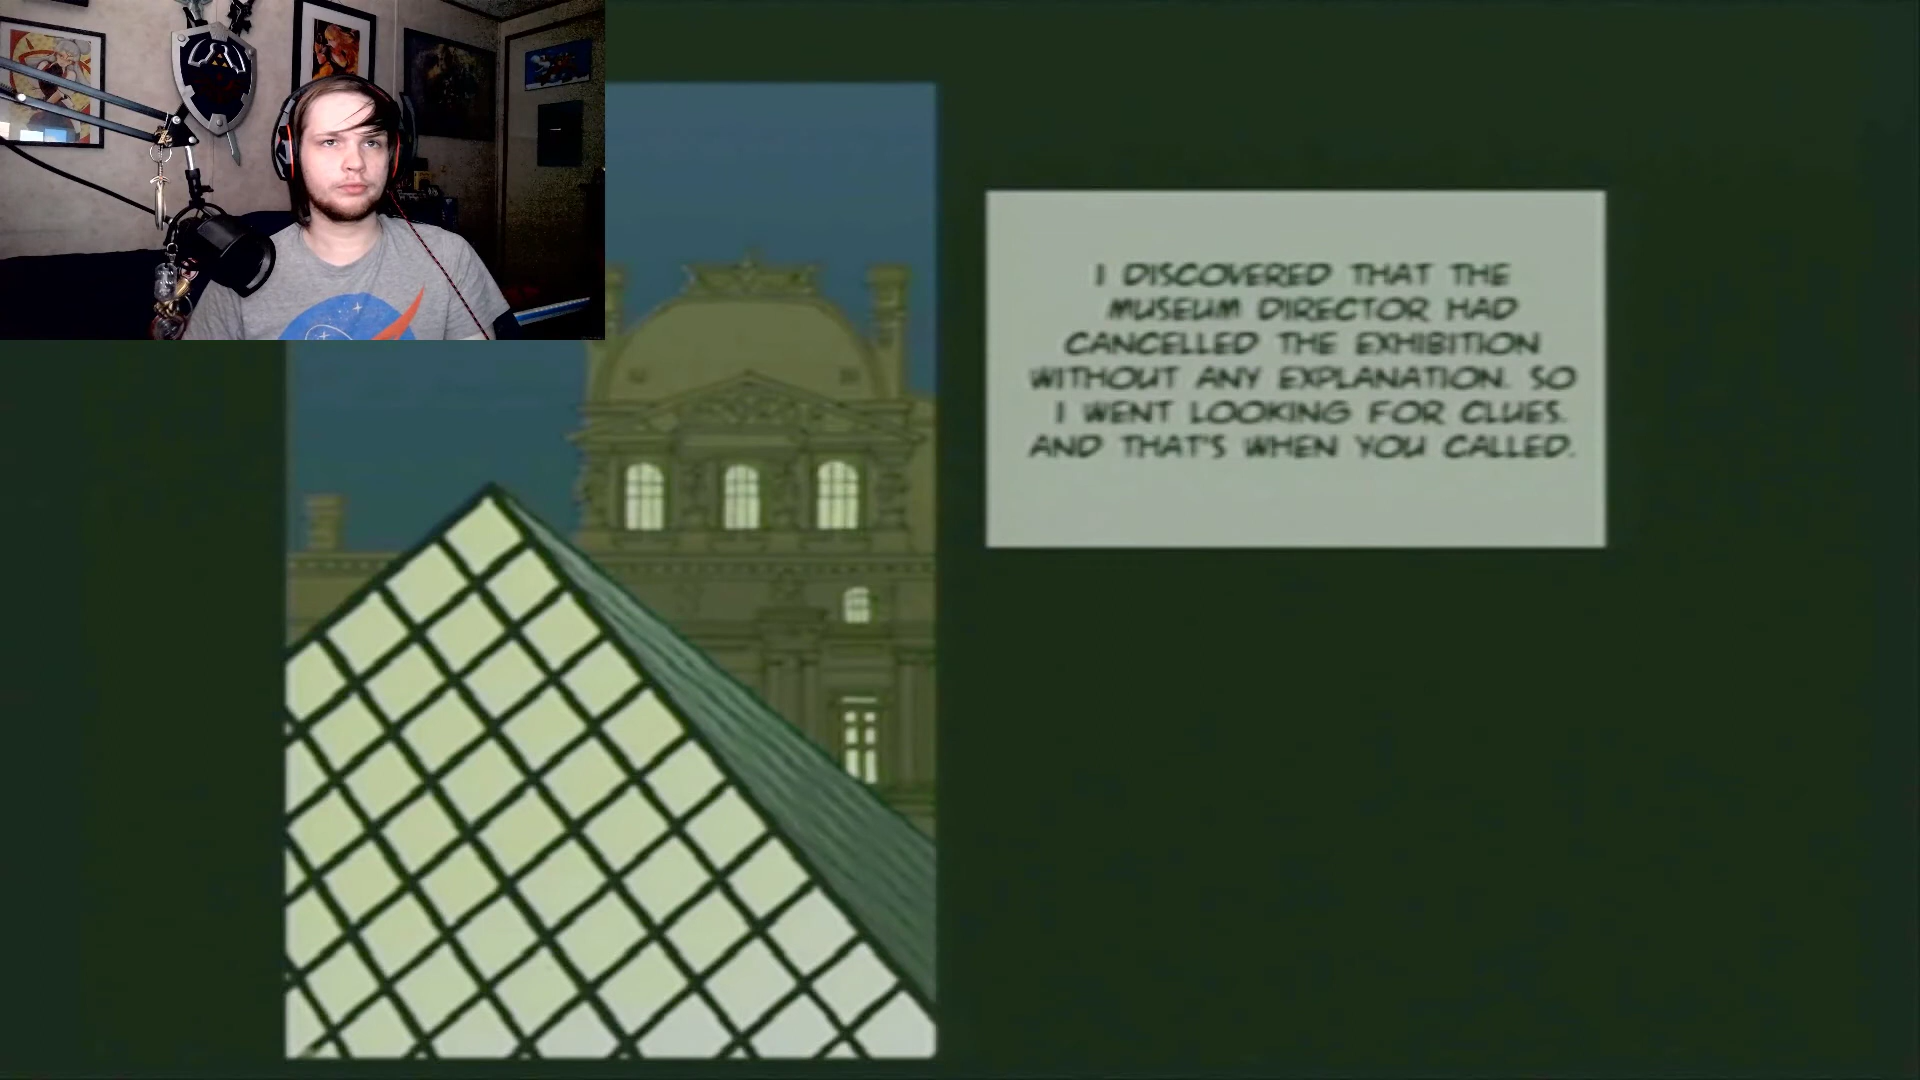 I DISCOVERED THAT THE
MUSEUM DIRECTOR HAD
CANCELLED THE EXHIBITION
WITHOUT ANY EXPLANATION. SO
I WENT LOOKING FOR CLUES.
AND THAT'S WHEN YOU CALLED.